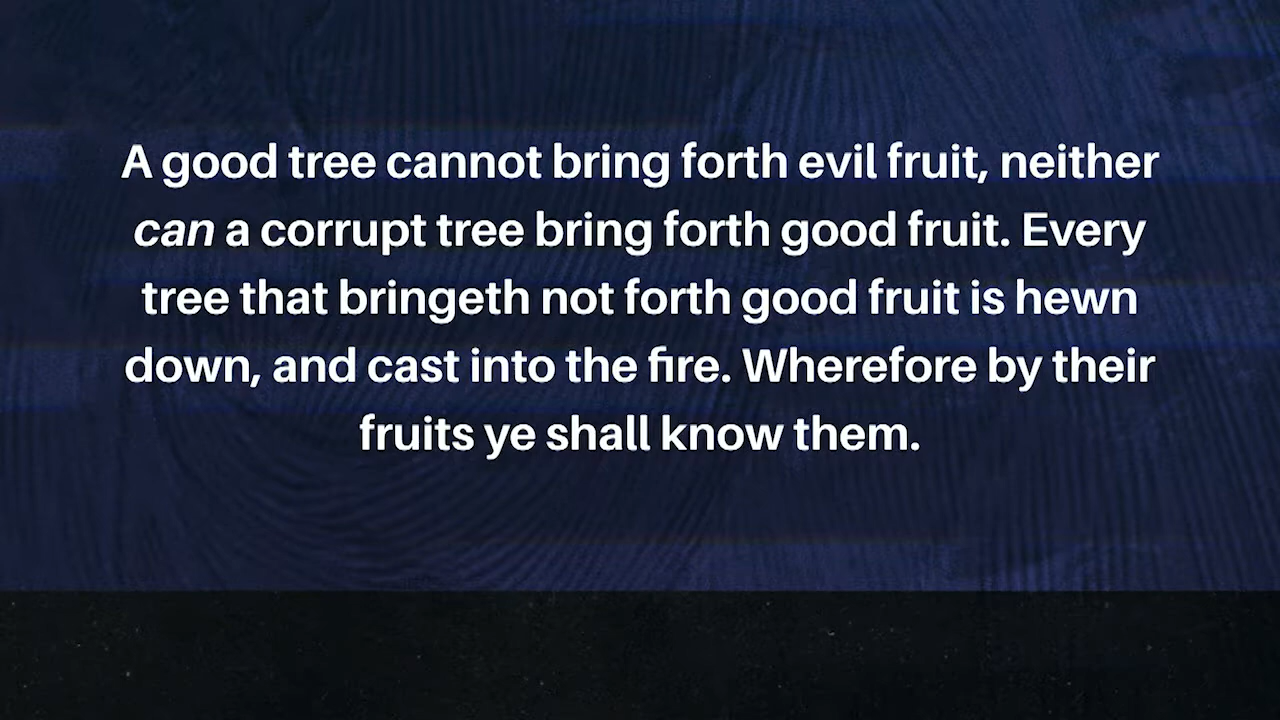 A good tree cannot bring forth evil fruit, neither
can a corrupt tree bring forth good fruit. Every
tree that bringeth not forth good fruit is hewn
down, and cast into the fire. Wherefore by their
fruits ye shall know them.